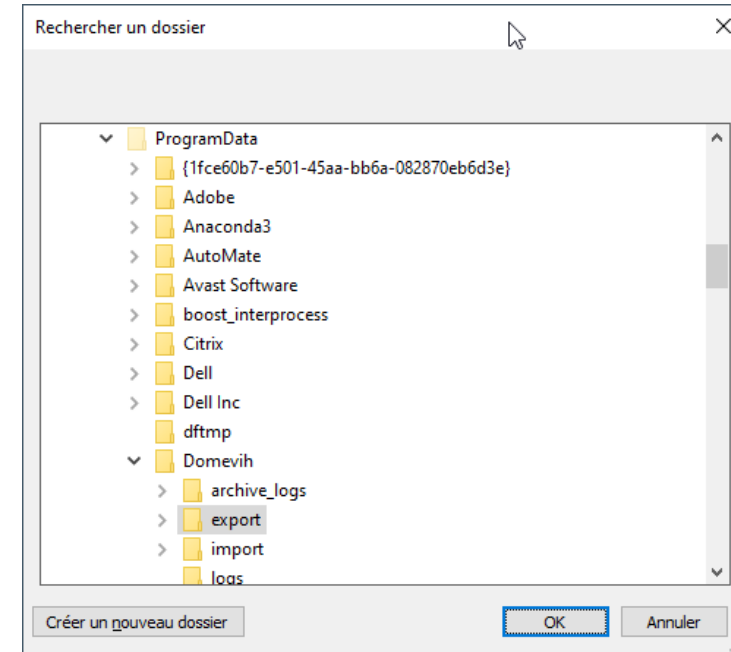 Rechercher un dossier
ProgramData
{1fce60b7-e501-45aa-bb6a-082870eb6d3e}
Adobe
Anaconda3
AutoMate
Avast Software
boost_interprocess
Citrix
Dell
Dell Inc
dftmp
Domevih
archive_logs
export
import
logs
Créer un nouveau dossier
OK
Annuler